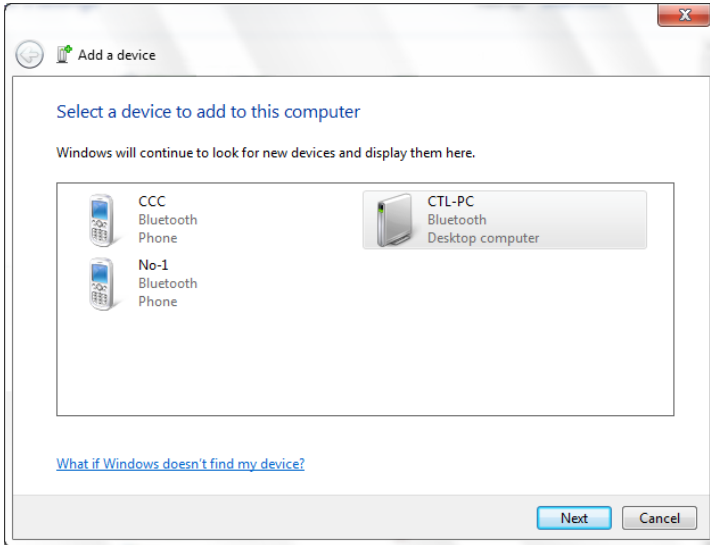 Add a device
Select a device to add to this computer
Windows will continue to look for new devices and display them here.
CCC
Bluetooth
Phone
CTL-PC
Bluetooth
Desktop computer
No-1
Bluetooth
Phone
What if Windows doesn't find my device?
Next
Cancel